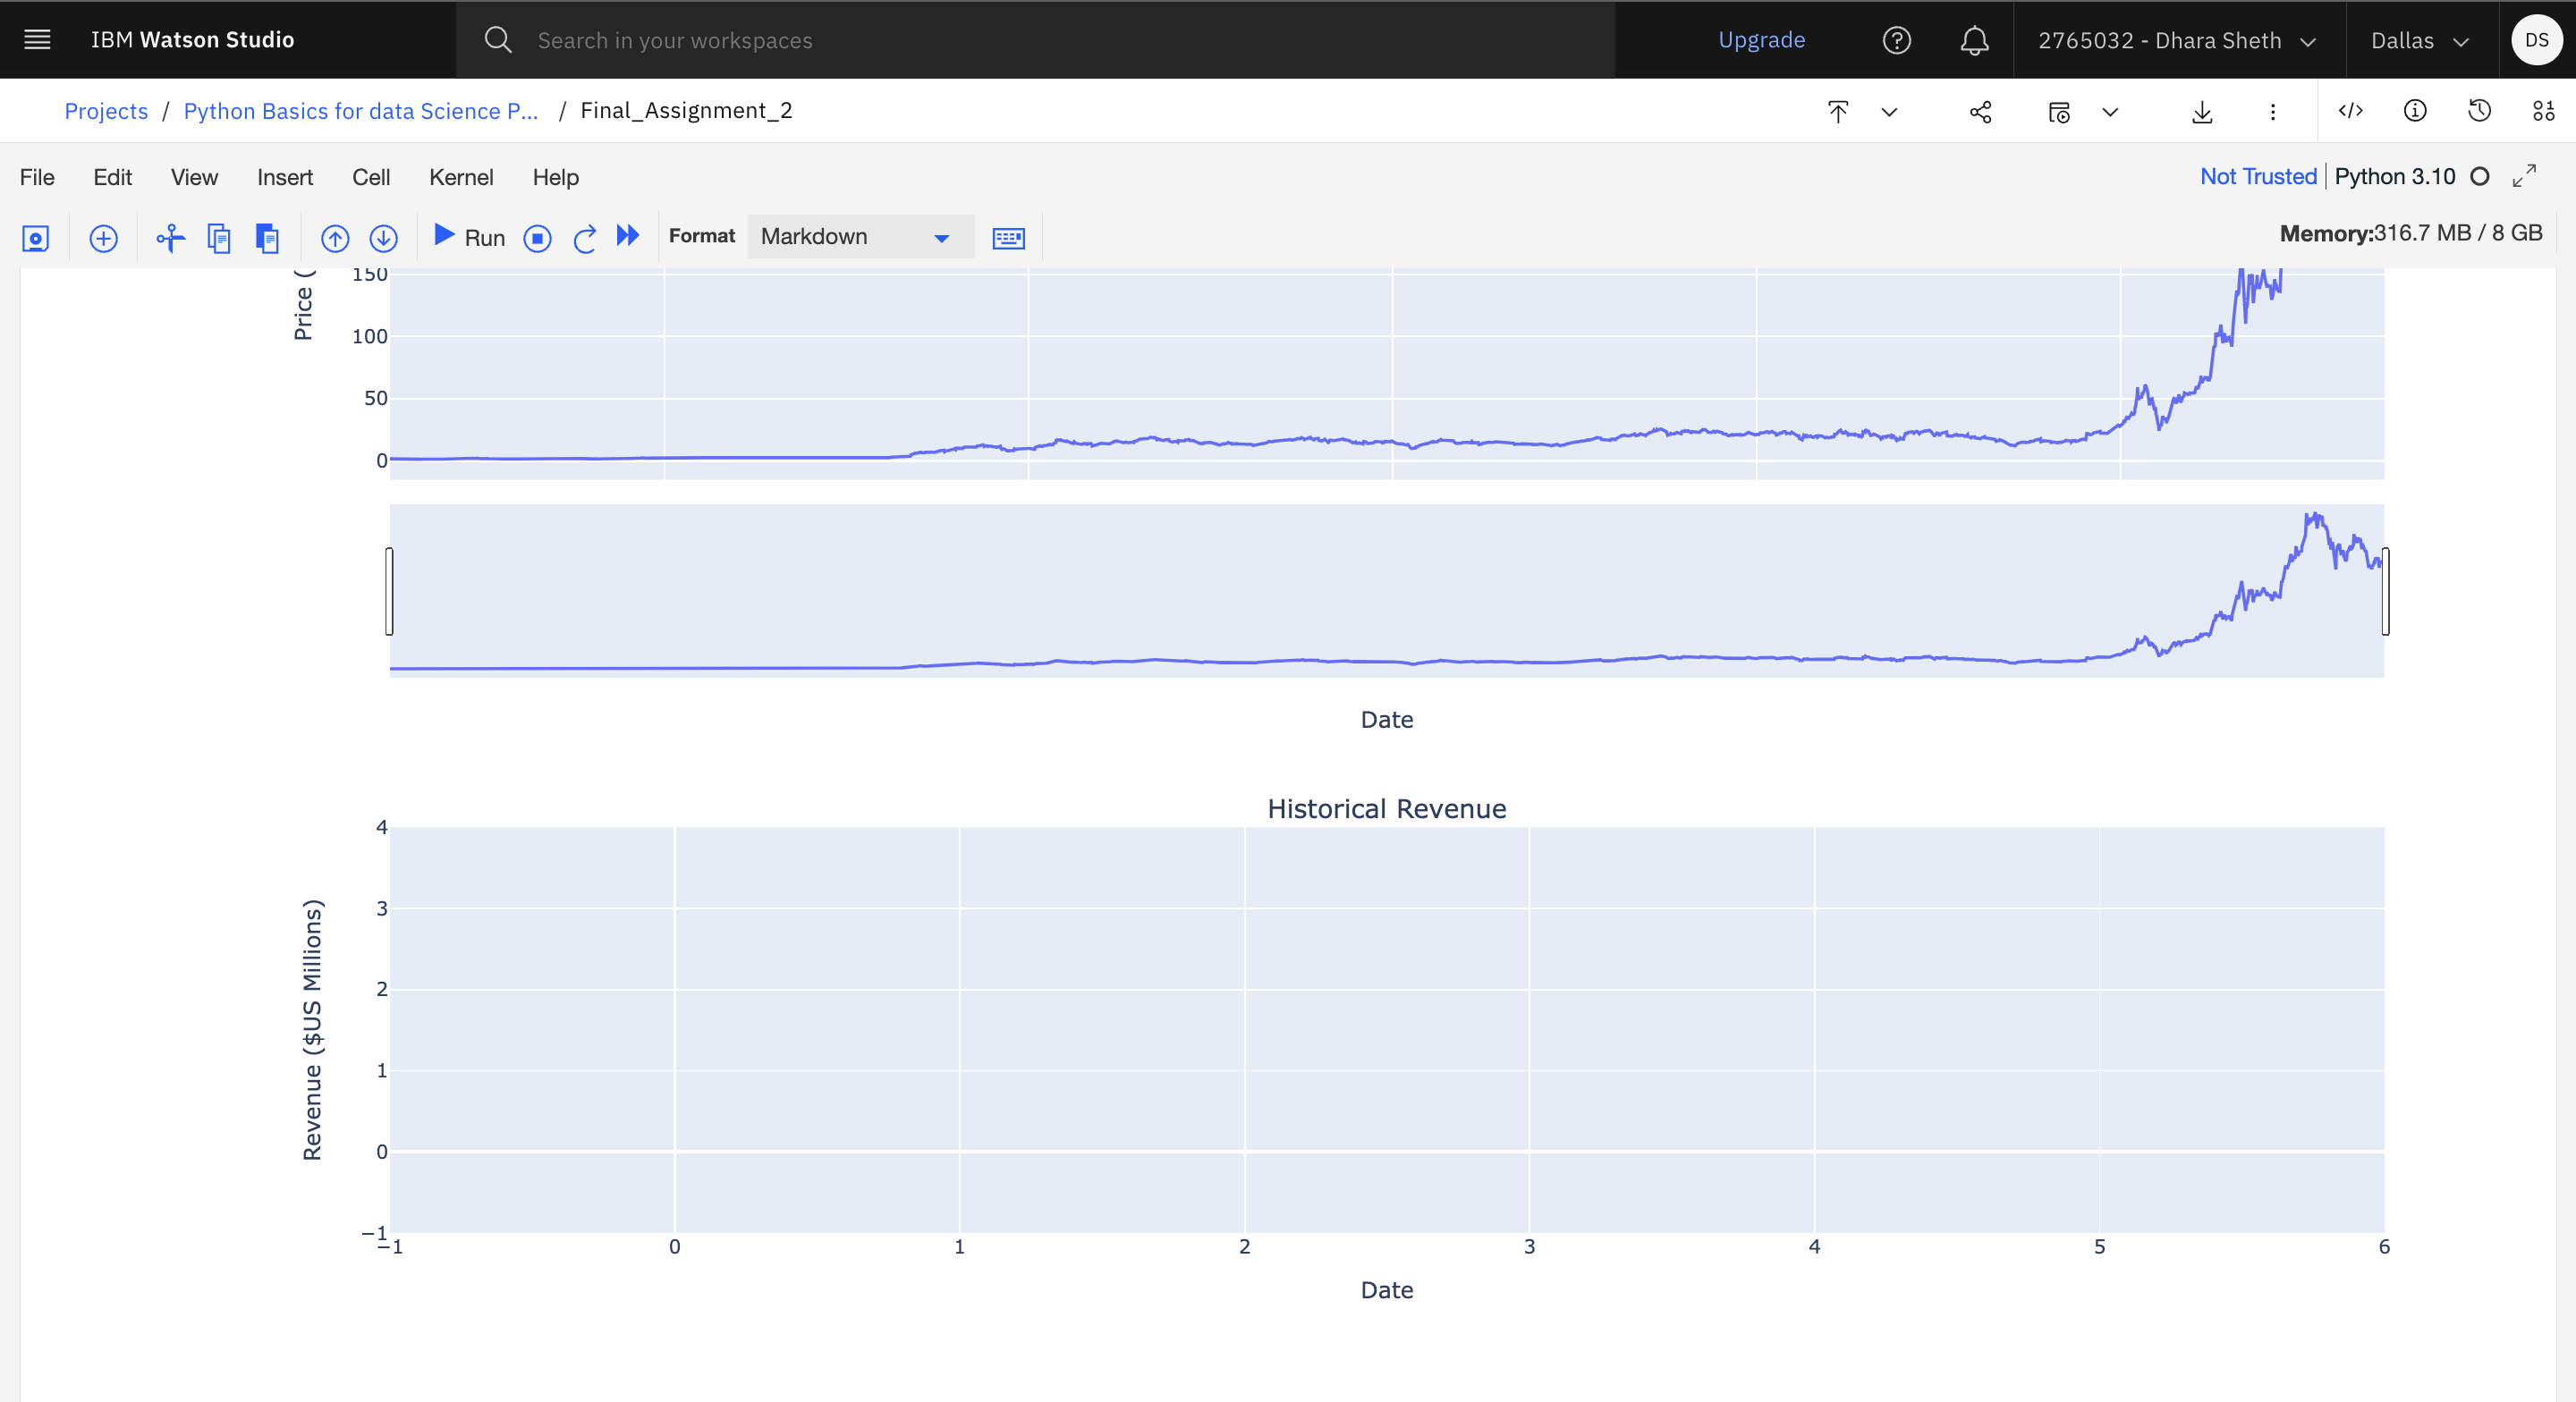 IBM Watson Studio
Search in your workspaces
Upgrade
2765032 - Dhara Sheth
Dallas
DS
Projects / Python Basics for data Science P... / Final_Assignment_2
File Edit View Insert Cell Kernel Help
Not Trusted Python 3.10
Run
Format Markdown
Memory:316.7 MB / 8 GB
Price (
150
100
50
0
Date
Historical Revenue
Revenue ($US Millions)
4
3
2
1
0
−1
−1 0 1 2 3 4 5 6
Date